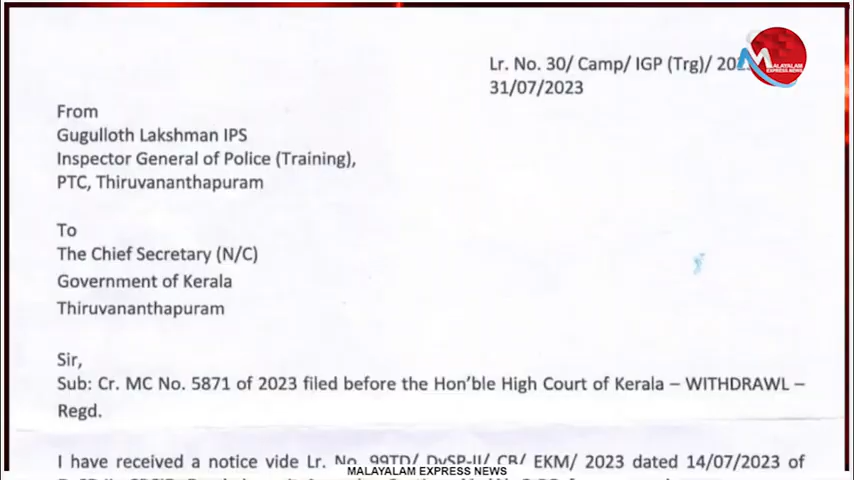 Lr. No. 30/ Camp/ IGP (Trg)/
MALAYALAM
EXPRESS NEWS
31/07/2023
From
Gugulloth Lakshman IPS
Inspector General of Police (Training),
PTC, Thiruvananthapuram
To
The Chief Secretary (N/C)
Government of Kerala
Thiruvananthapuram
Sir,
Sub: Cr. MC No. 5871 of 2023 filed before the Hon'ble High Court of Kerala – WITHDRAWL –
Regd.
I have received a notice vide Lr. No. 99TD/ DySP-II/ CB/ EKM/ 2023 dated 14/07/2023 of
MALAYALAM EXPRESS NEWS